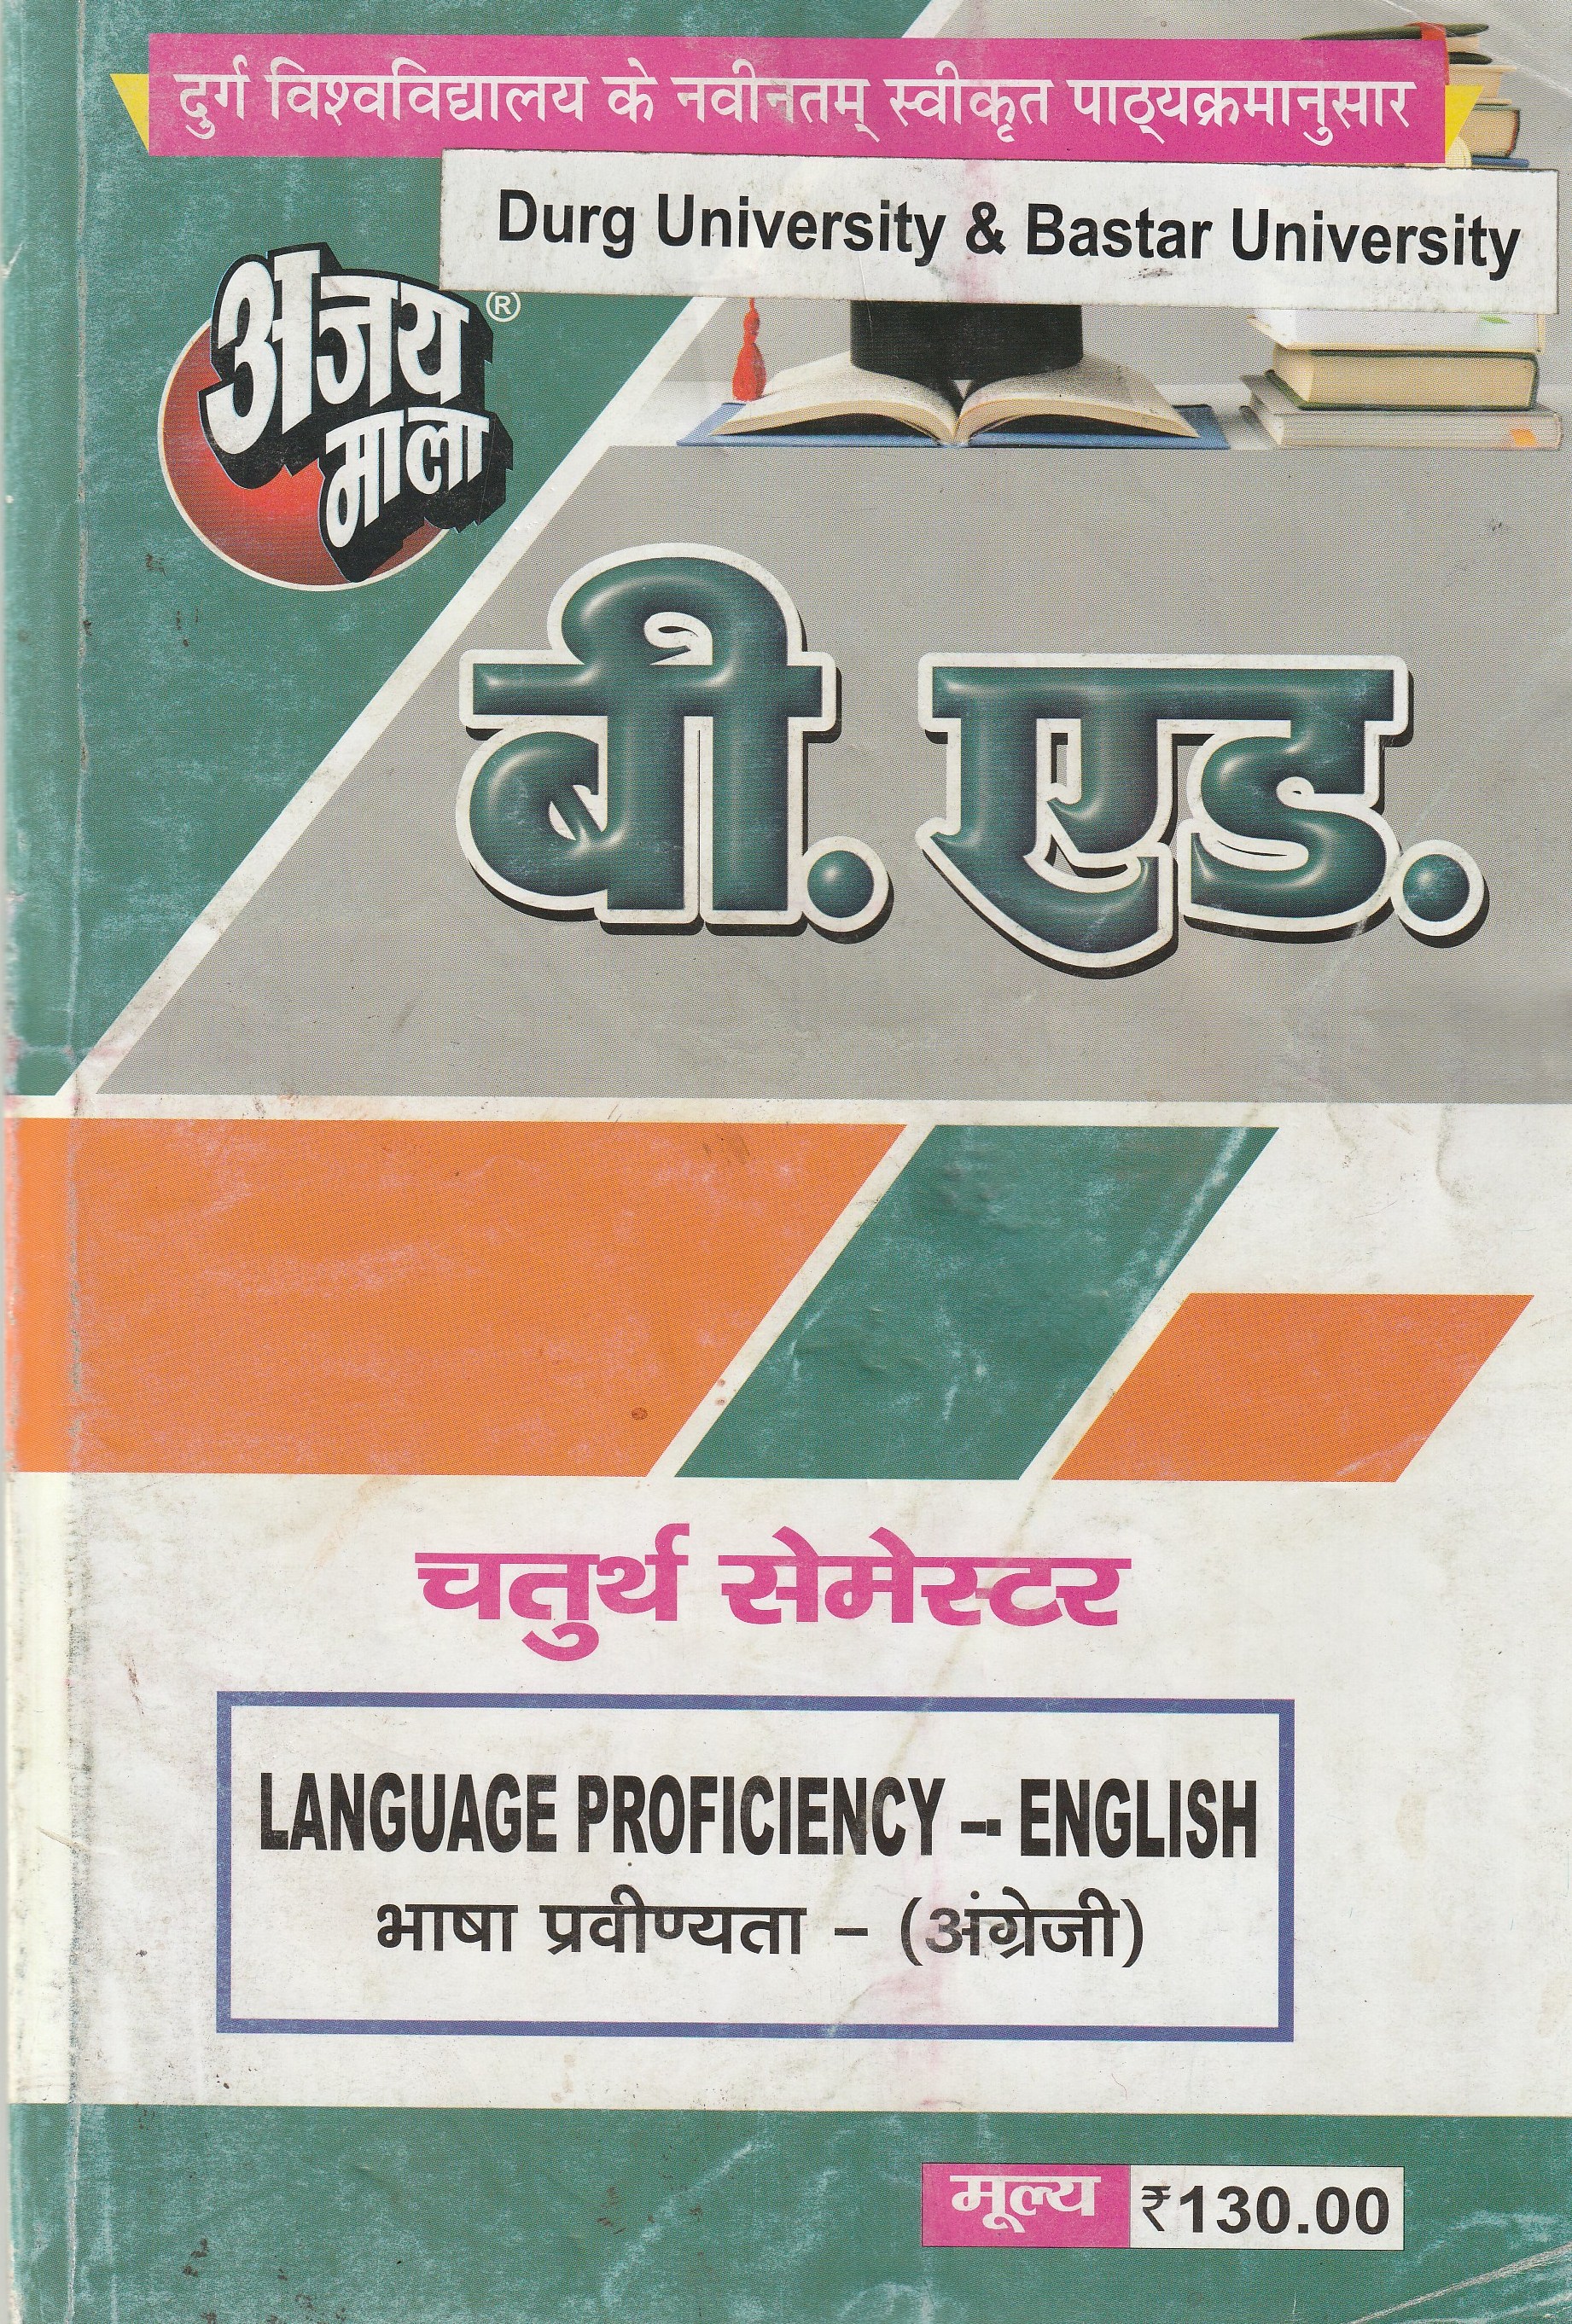 दुर्ग विश्वविद्यालय के नवीनतम् स्वीकृत पाठ्यक्रमानुसार
Durg University & Bastar University
अजय ®
माला
बी. एड.
चतुर्थ सेमेस्टर
LANGUAGE PROFICIENCY -- ENGLISH
भाषा प्रवीण्यता – (अंग्रेजी)
मूल्य ₹130.00